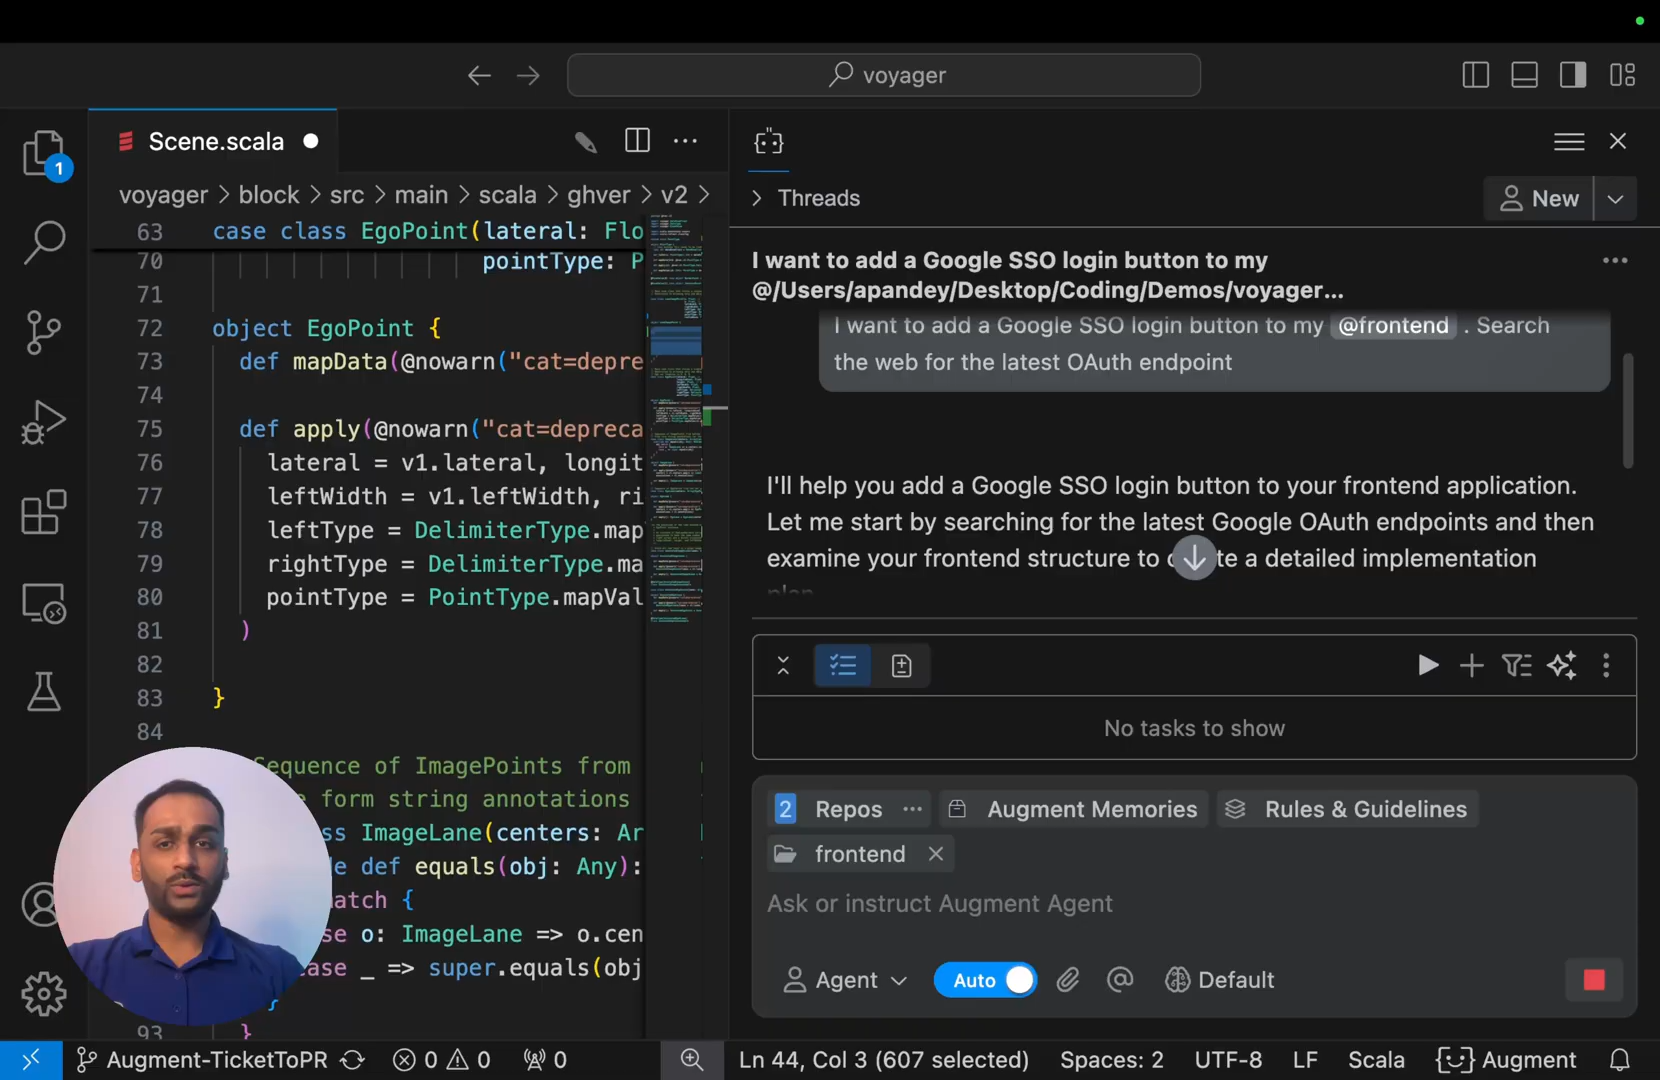 voyager
1
Scene.scala
Threads
New
voyager > block > src > main > scala > ghver > v2 >
63 case class EgoPoint(lateral: Flo
70 pointType: P
71
72 object EgoPoint {
73 def mapData(@nowarn("cat=depre
74
75 def apply(@nowarn("cat=depreca
76 lateral = v1.lateral, longit
77 leftWidth = v1.leftWidth, ri
78 leftType = DelimiterType.map
79 rightType = DelimiterType.ma
80 pointType = PointType.mapVal
81 )
82
83 }
84
Sequence of ImagePoints from
form string annotations
ss ImageLane(centers: Ar
de def equals(obj: Any):
match {
se o: ImageLane => o.cen
case _ => super.equals(obj
}
93 }
I want to add a Google SSO login button to my
@/Users/apandey/Desktop/Coding/Demos/voyager...
I want to add a Google SSO login button to my @frontend . Search
the web for the latest OAuth endpoint
I'll help you add a Google SSO login button to your frontend application.
Let me start by searching for the latest Google OAuth endpoints and then
examine your frontend structure to te a detailed implementation
plan.
No tasks to show
2 Repos ... Augment Memories Rules & Guidelines
frontend
Ask or instruct Augment Agent
Agent Auto @ Default
Augment-TicketToPR 0 0 0 Ln 44, Col 3 (607 selected) Spaces: 2 UTF-8 LF Scala Augment